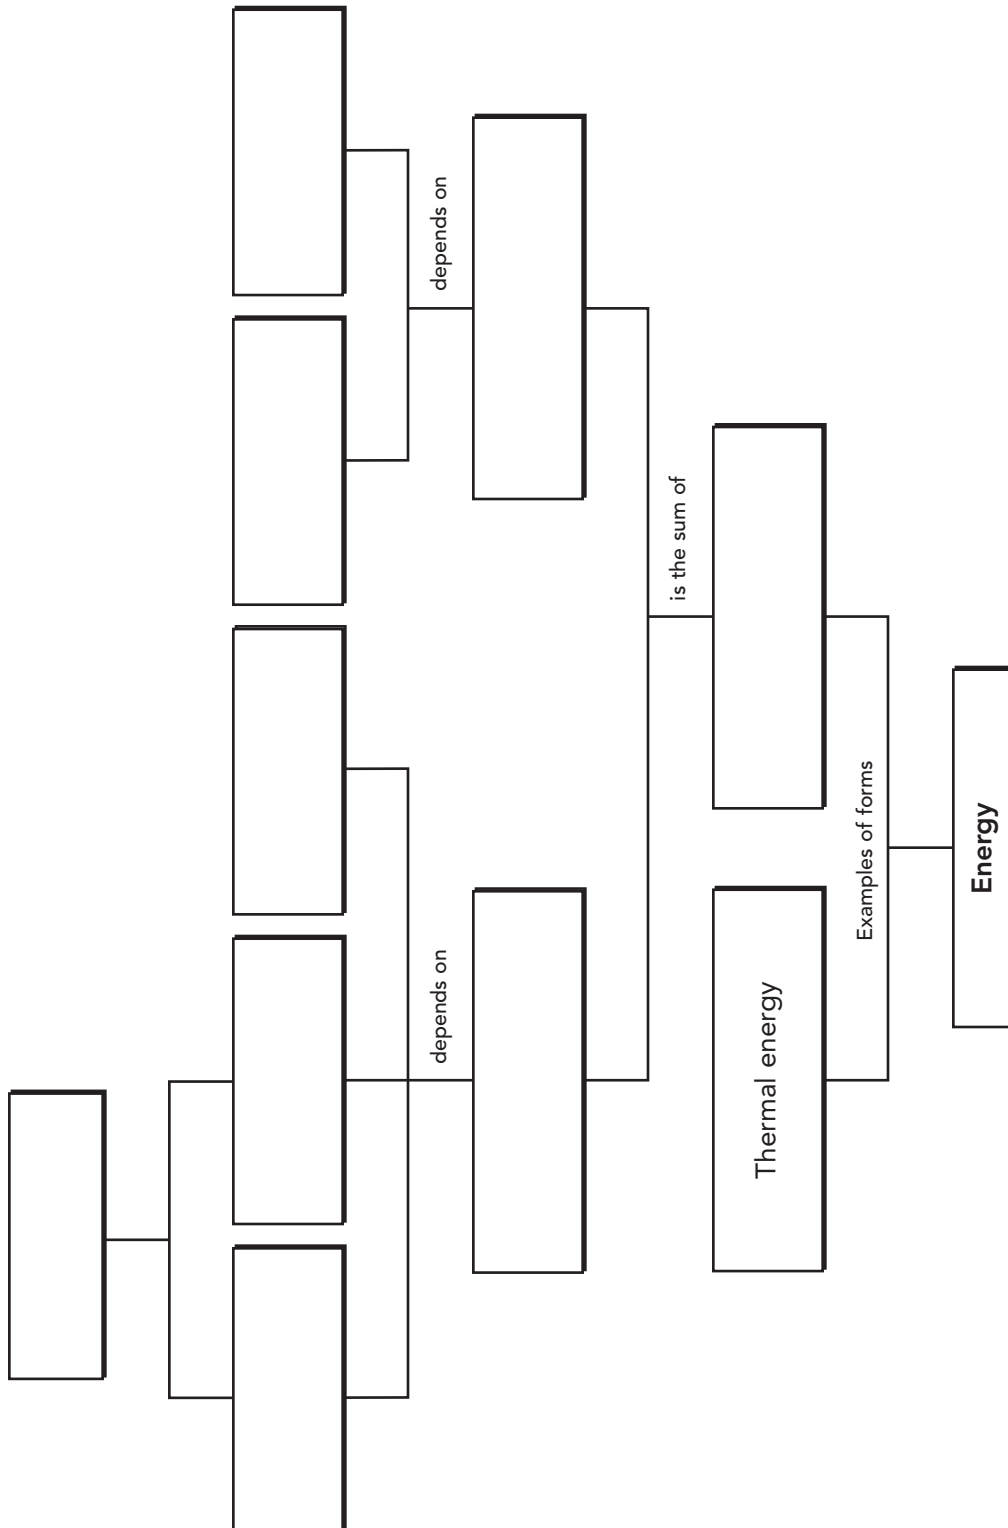 Energy
Examples of forms
Thermal energy
is the sum of
depends on
depends on